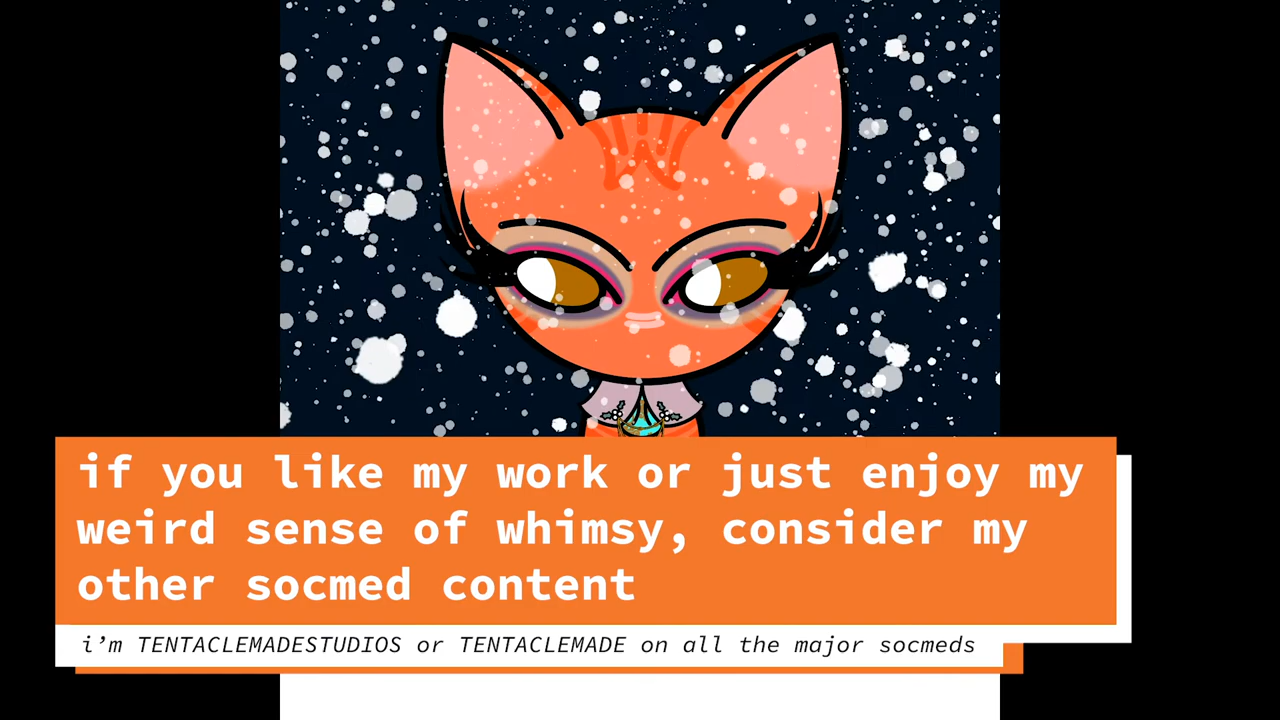 if you like my work or just enjoy my
weird sense of whimsy, consider my
other socmed content
i’m TENTACLEMADESTUDIOS or TENTACLEMADE on all the major socmeds